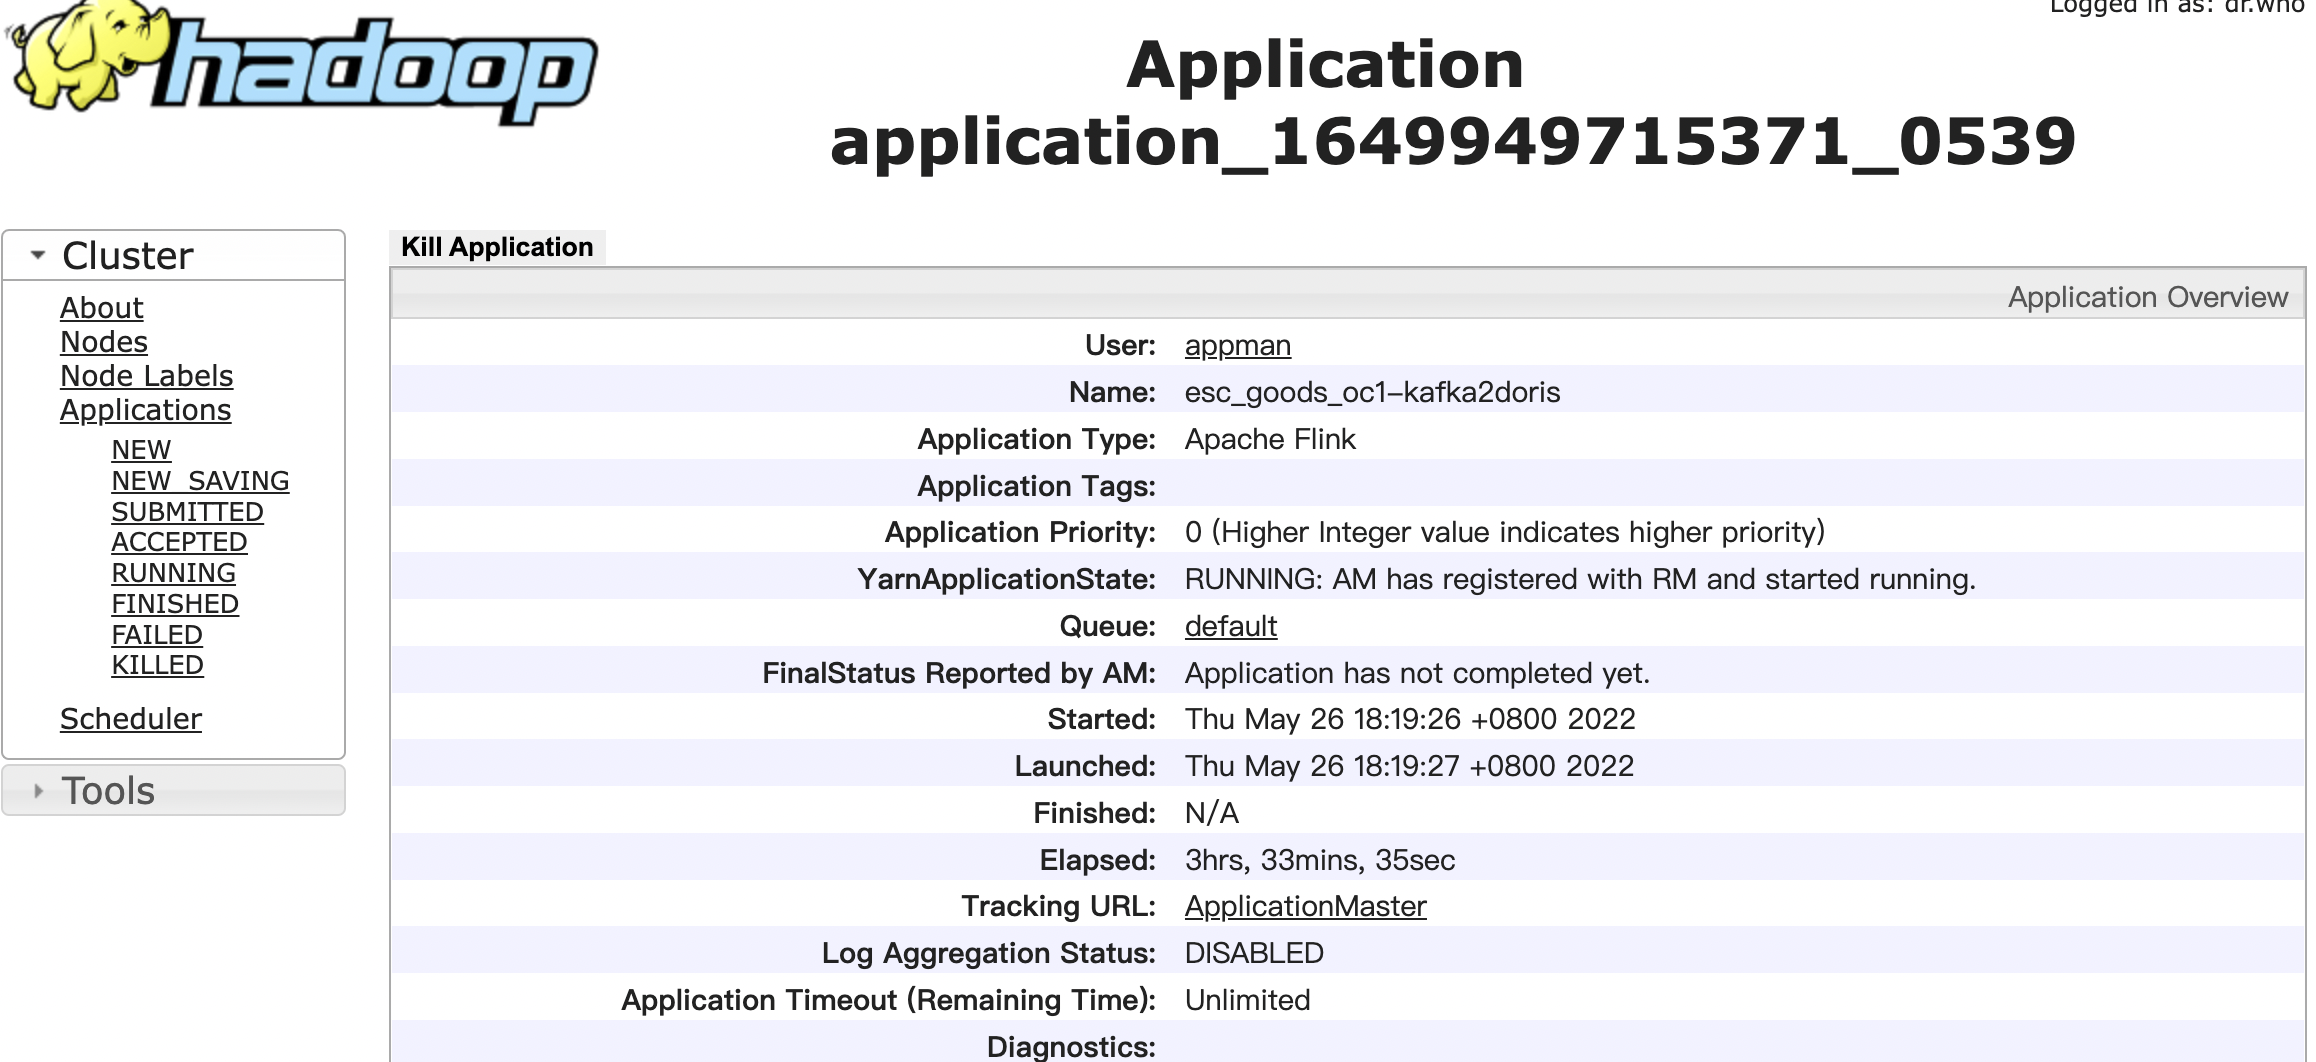 Logged in as: dr.who
hadoop
Application
application_1649949715371_0539
Cluster
About
Nodes
Node Labels
Applications
NEW
NEW_SAVING
SUBMITTED
ACCEPTED
RUNNING
FINISHED
FAILED
KILLED
Scheduler
Tools
Kill Application
Application Overview
User: appman
Name: esc_goods_oc1-kafka2doris
Application Type: Apache Flink
Application Tags:
Application Priority: 0 (Higher Integer value indicates higher priority)
YarnApplicationState: RUNNING: AM has registered with RM and started running.
Queue: default
FinalStatus Reported by AM: Application has not completed yet.
Started: Thu May 26 18:19:26 +0800 2022
Launched: Thu May 26 18:19:27 +0800 2022
Finished: N/A
Elapsed: 3hrs, 33mins, 35sec
Tracking URL: ApplicationMaster
Log Aggregation Status: DISABLED
Application Timeout (Remaining Time): Unlimited
Diagnostics: